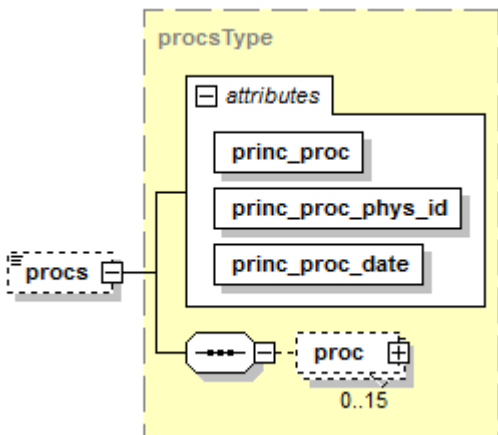 procsType
attributes
princ_proc
princ_proc_phys_id
princ_proc_date
procs
proc
0..15